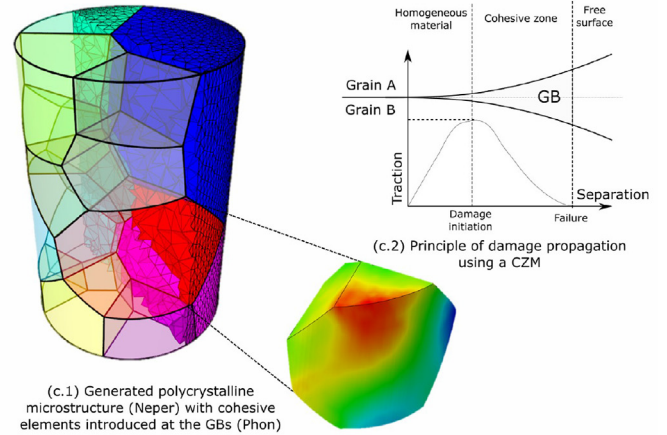 Homogeneous
material
Cohesive zone
Free
surface
Grain A
Grain B
GB
Traction
Separation
Damage
initiation
Failure
(c.2) Principle of damage propagation
using a CZM
(c.1) Generated polycrystalline
microstructure (Neper) with cohesive
elements introduced at the GBs (Phon)